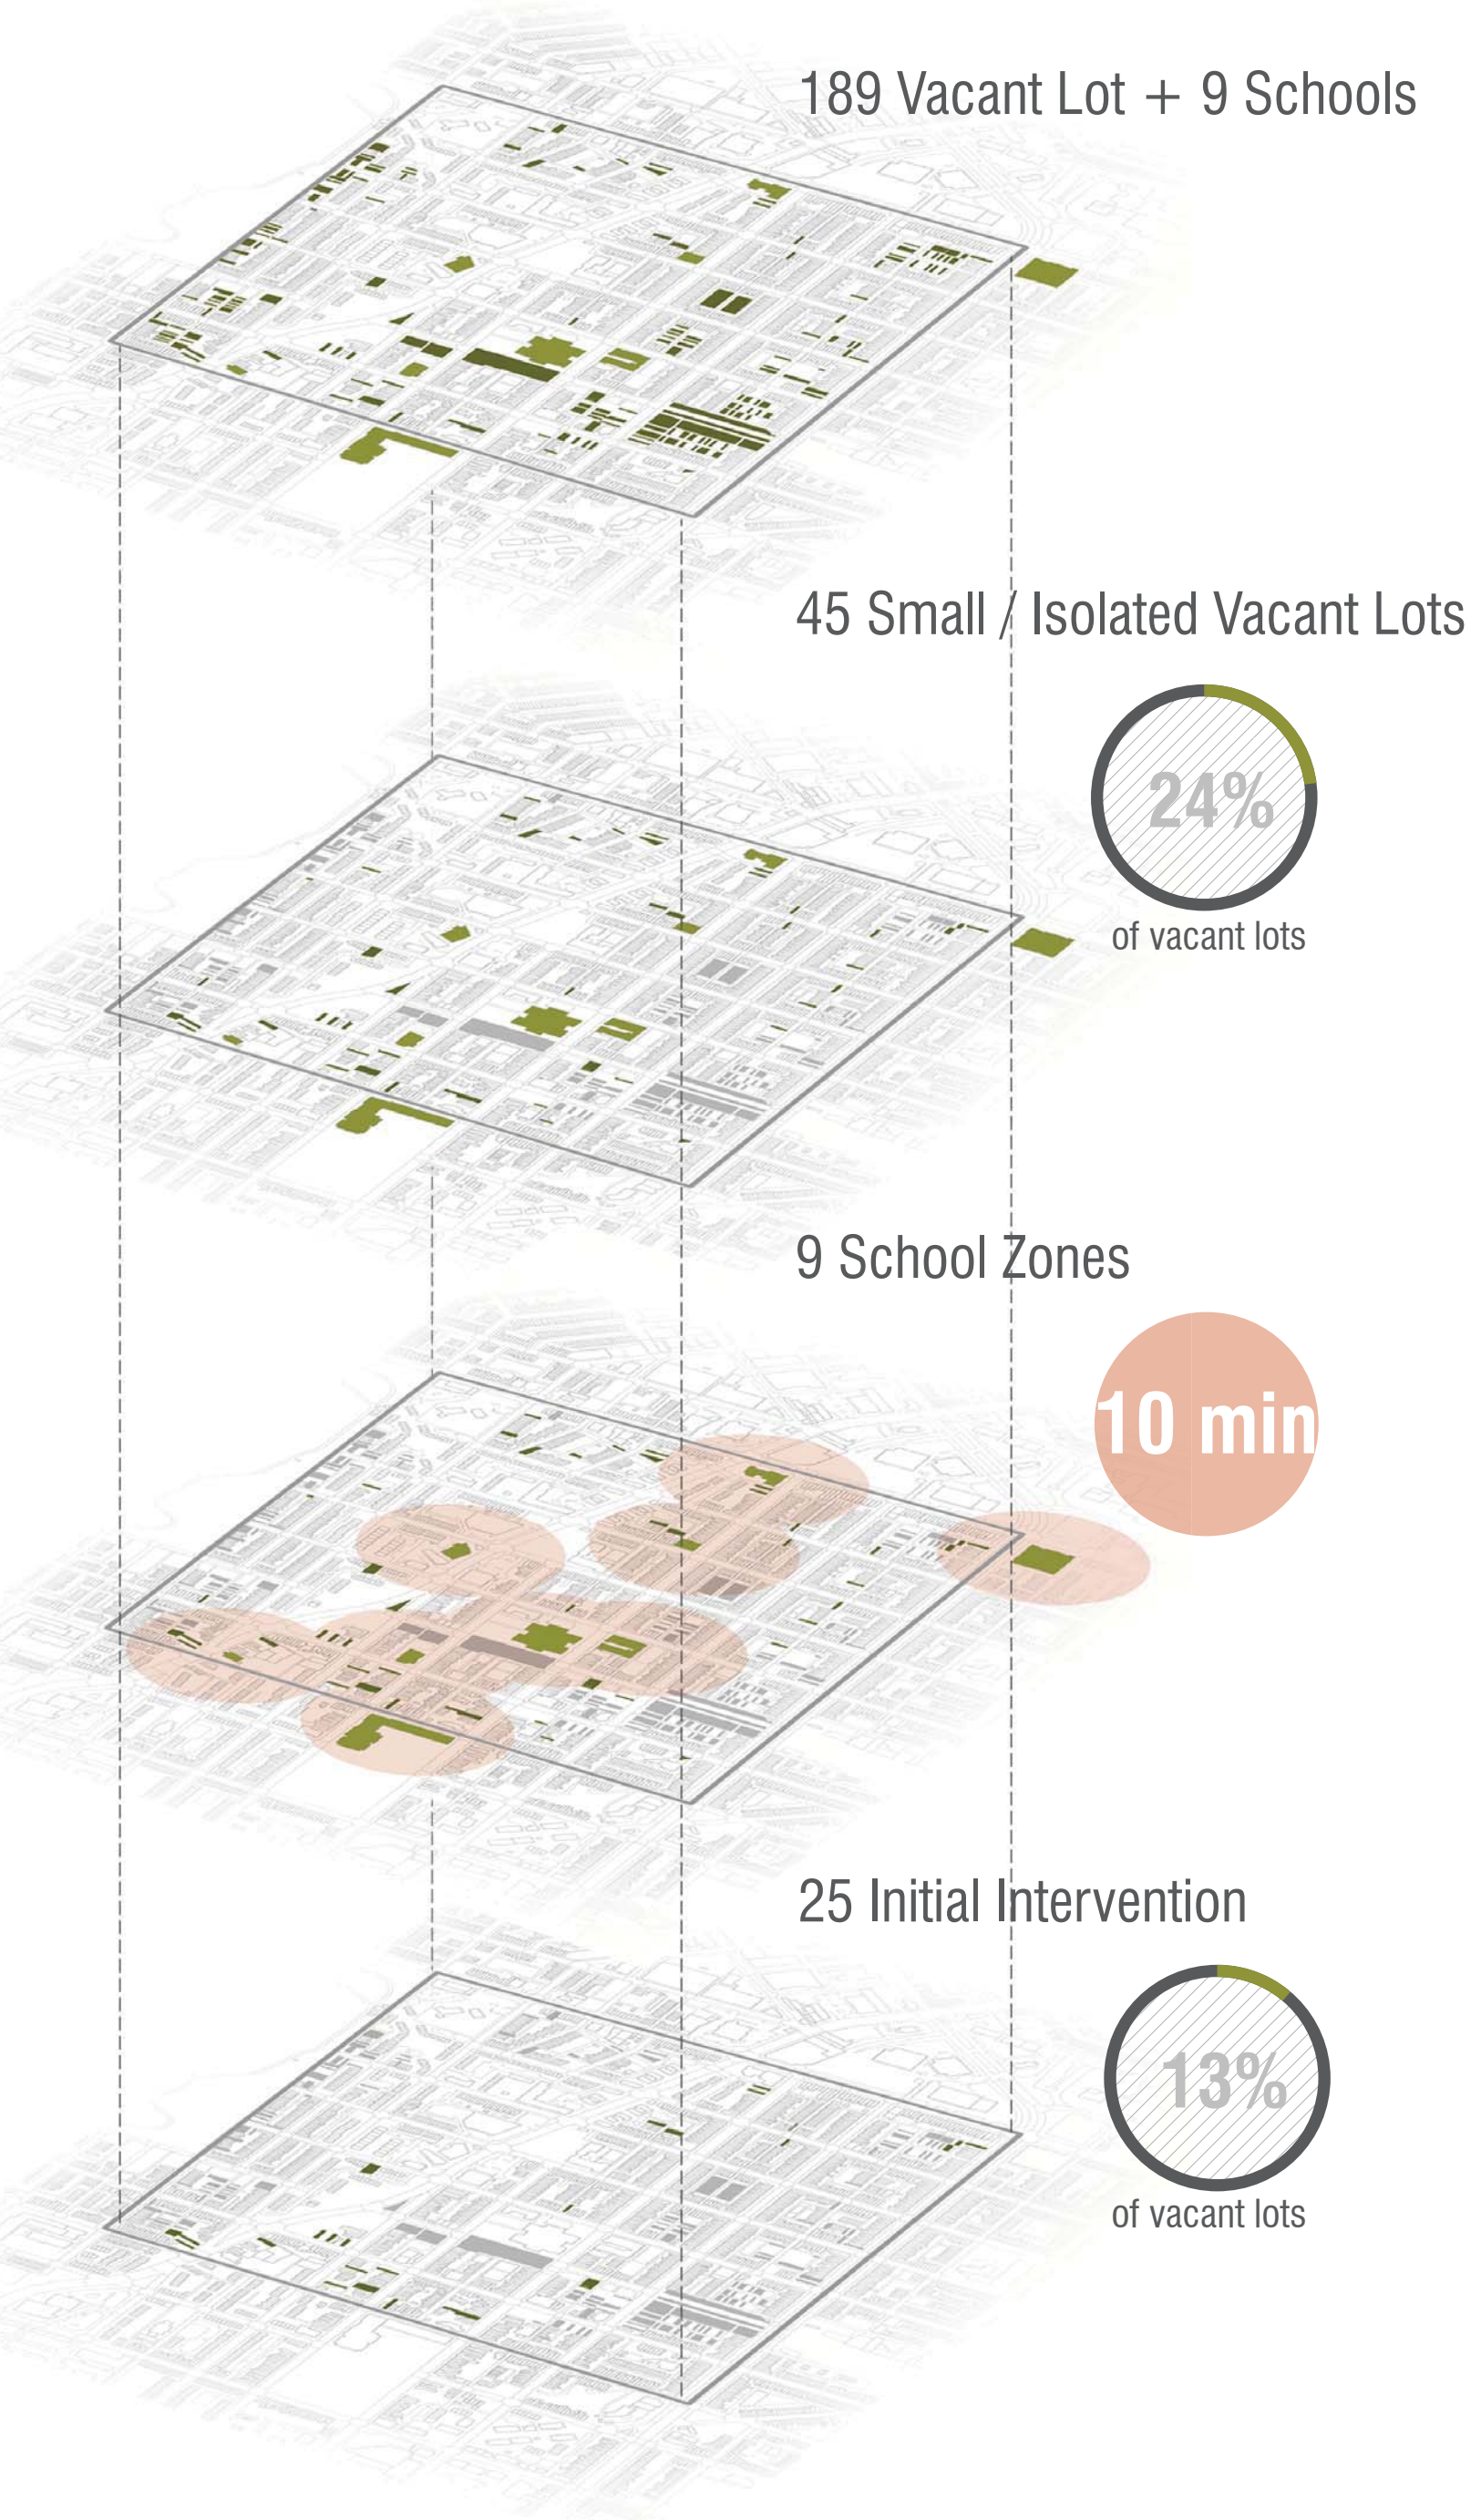 189 Vacant Lot + 9 Schools
45 Small / Isolated Vacant Lots
24%
of vacant lots
9 School Zones
10 min
25 Initial Intervention
13%
of vacant lots